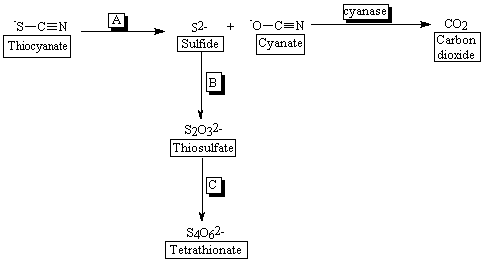 A
cyanase
⁻S—C≡N
S2-
+
⁻O—C≡N
CO2
Thiocyanate
Sulfide
Cyanate
Carbon
dioxide
B
S2O32-
Thiosulfate
C
S4O62-
Tetrathionate